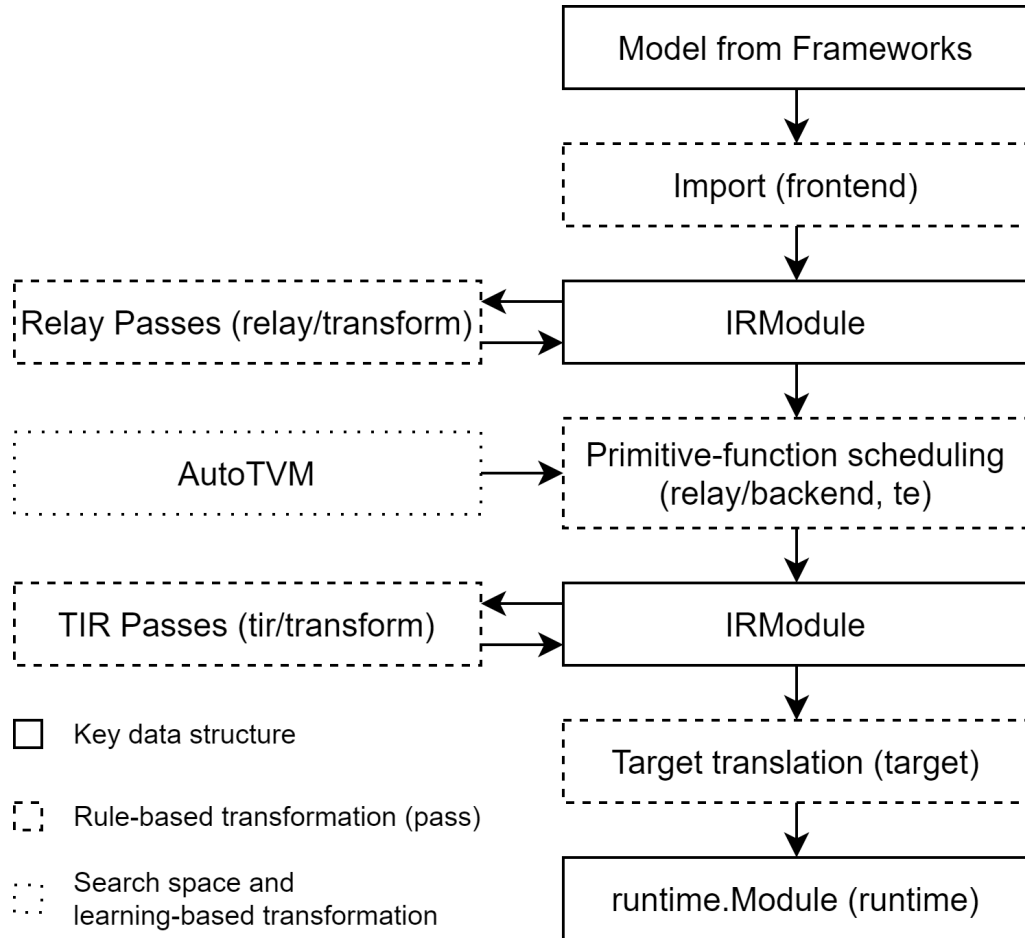 Model from Frameworks
Import (frontend)
Relay Passes (relay/transform)
IRModule
AutoTVM
Primitive-function scheduling
(relay/backend, te)
TIR Passes (tir/transform)
IRModule
Key data structure
Target translation (target)
Rule-based transformation (pass)
Search space and
learning-based transformation
runtime.Module (runtime)